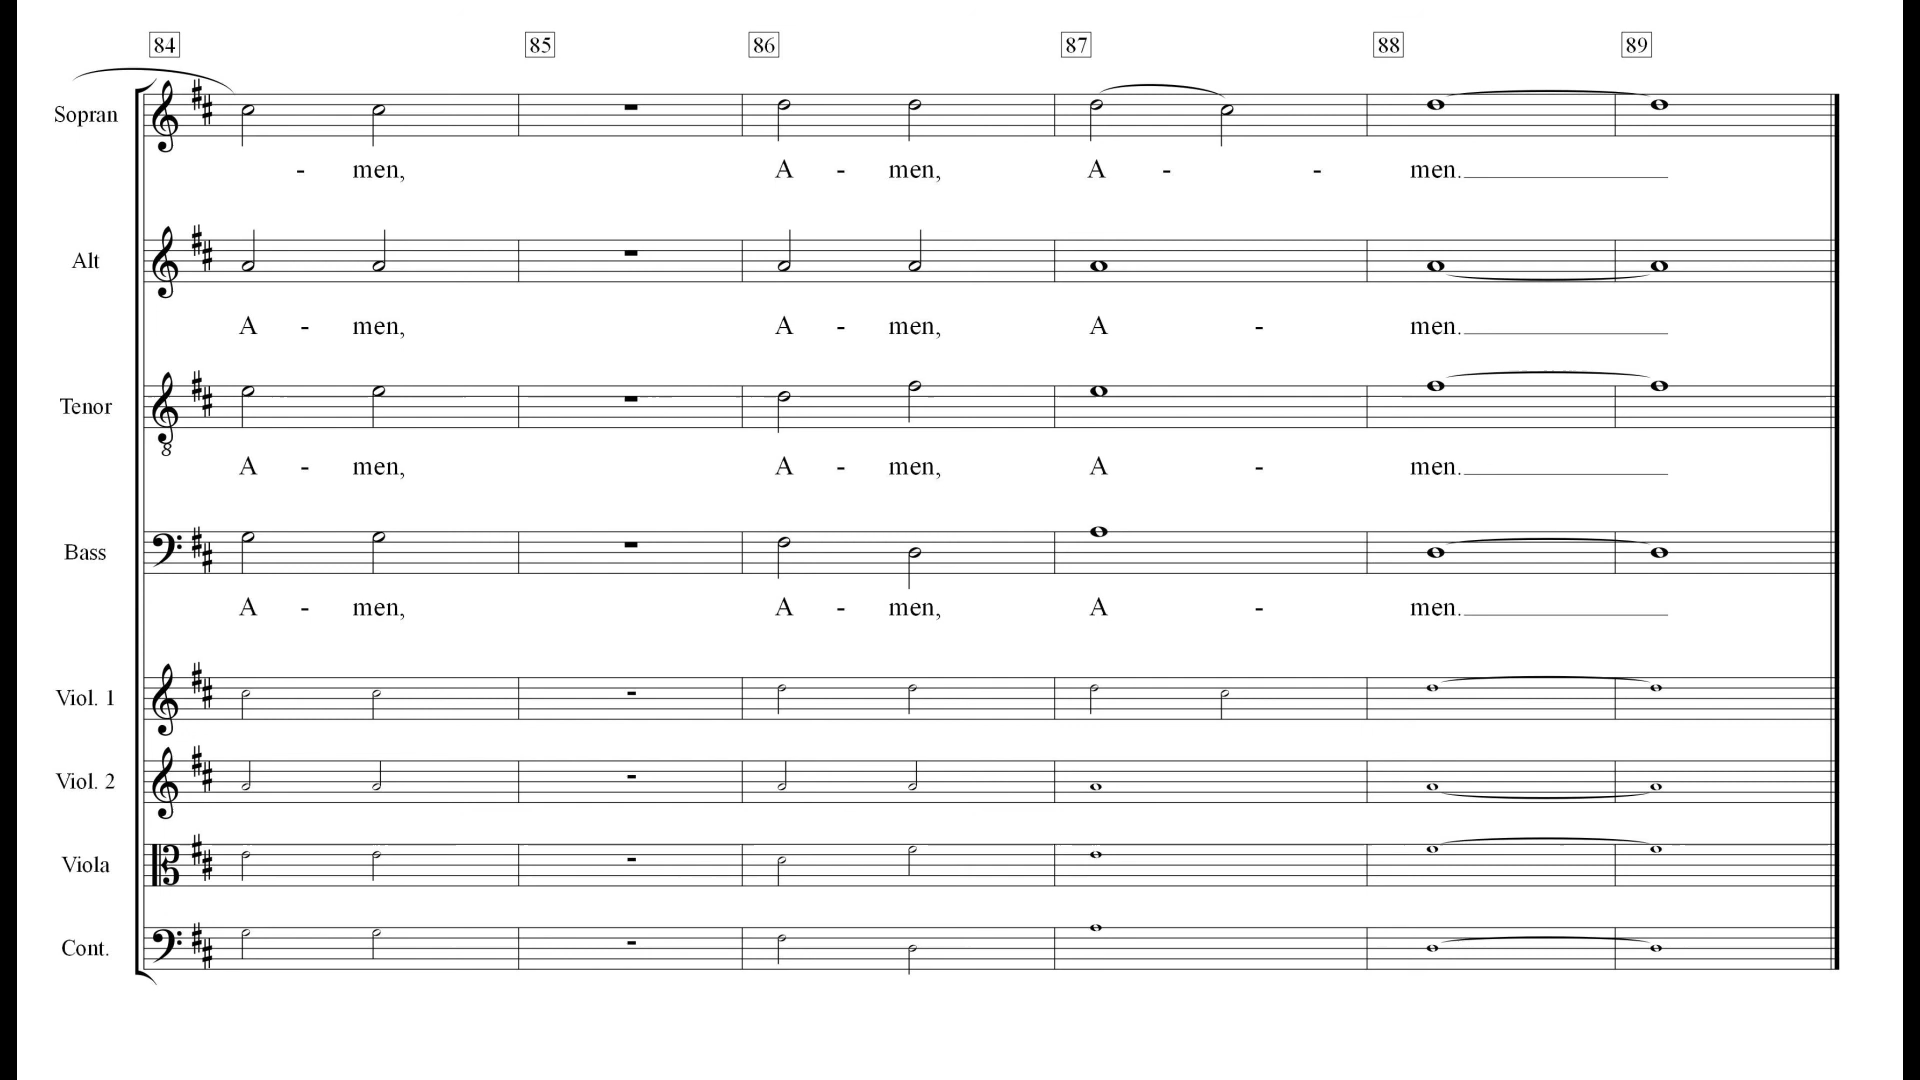 84 85 86 87 88 89
Sopran
- men, A - men, A - - men.
Alt
A - men, A - men, A - men.
Tenor
8
A - men, A - men, A - men.
Bass
A - men, A - men, A - men.
Viol. 1
Viol. 2
Viola
Cont.